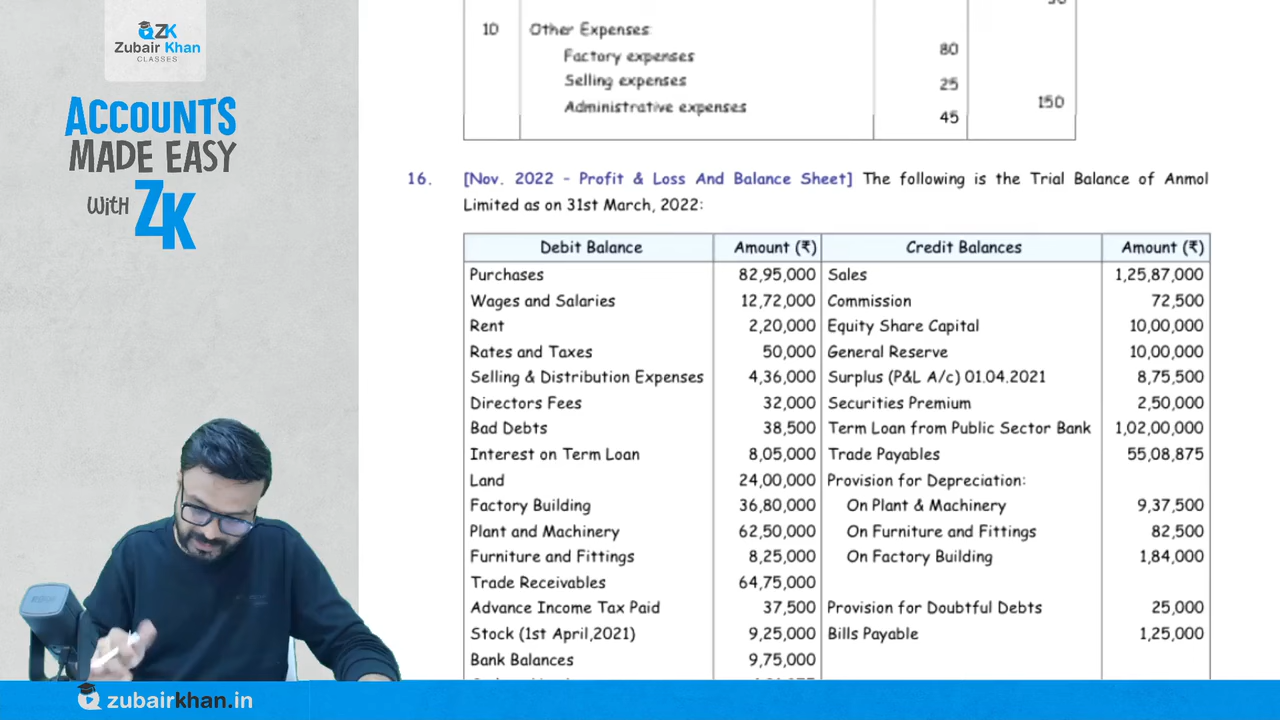 ZK
Zubair Khan
CLASSES
ACCOUNTS
MADE EASY
with ZK
10 Other Expenses:
Factory expenses 80
Selling expenses 25
Administrative expenses 45 150
16. [Nov. 2022 - Profit & Loss And Balance Sheet] The following is the Trial Balance of Anmol
Limited as on 31st March, 2022:
Debit Balance Amount (₹) Credit Balances Amount (₹)
Purchases 82,95,000 Sales 1,25,87,000
Wages and Salaries 12,72,000 Commission 72,500
Rent 2,20,000 Equity Share Capital 10,00,000
Rates and Taxes 50,000 General Reserve 10,00,000
Selling & Distribution Expenses 4,36,000 Surplus (P&L A/c) 01.04.2021 8,75,500
Directors Fees 32,000 Securities Premium 2,50,000
Bad Debts 38,500 Term Loan from Public Sector Bank 1,02,00,000
Interest on Term Loan 8,05,000 Trade Payables 55,08,875
Land 24,00,000 Provision for Depreciation:
Factory Building 36,80,000 On Plant & Machinery 9,37,500
Plant and Machinery 62,50,000 On Furniture and Fittings 82,500
Furniture and Fittings 8,25,000 On Factory Building 1,84,000
Trade Receivables 64,75,000
Advance Income Tax Paid 37,500 Provision for Doubtful Debts 25,000
Stock (1st April,2021) 9,25,000 Bills Payable 1,25,000
Bank Balances 9,75,000
zubairkhan.in